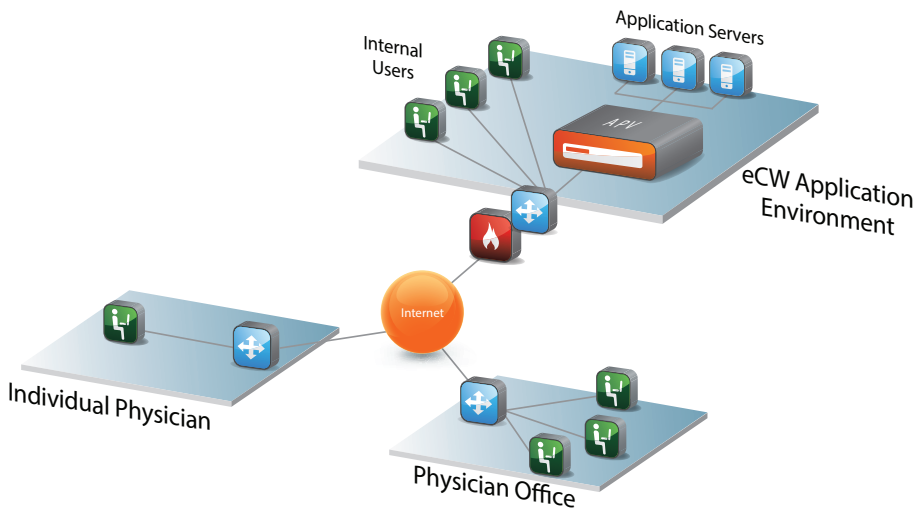 Application Servers
Internal
Users
APV
eCW Application
Environment
Internet
Individual Physician
Physician Office